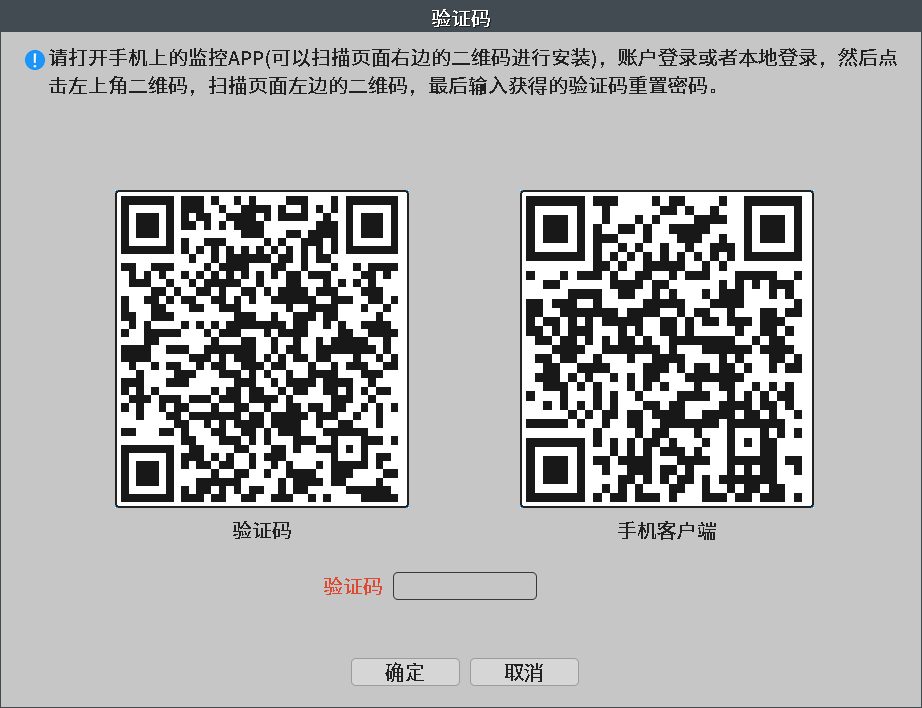 验证码
请打开手机上的监控APP(可以扫描页面右边的二维码进行安装)，账户登录或者本地登录，然后点
击左上角二维码，扫描页面左边的二维码，最后输入获得的验证码重置密码。
验证码
手机客户端
验证码
确定
取消